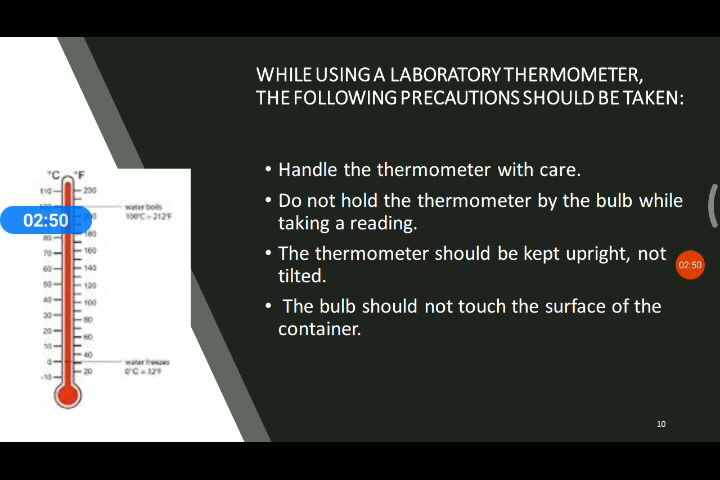 WHILE USING A LABORATORY THERMOMETER,
THE FOLLOWING PRECAUTIONS SHOULD BE TAKEN:
• Handle the thermometer with care.
• Do not hold the thermometer by the bulb while
taking a reading.
• The thermometer should be kept upright, not
tilted.
• The bulb should not touch the surface of the
container.
°C °F
110 230
water boils
100°C = 212°F
02:50
80 180
70 160
60 140
50 120
40 100
30 80
20 60
10 40
0 water freezes
-10 20 0°C = 32°F
02:50
10